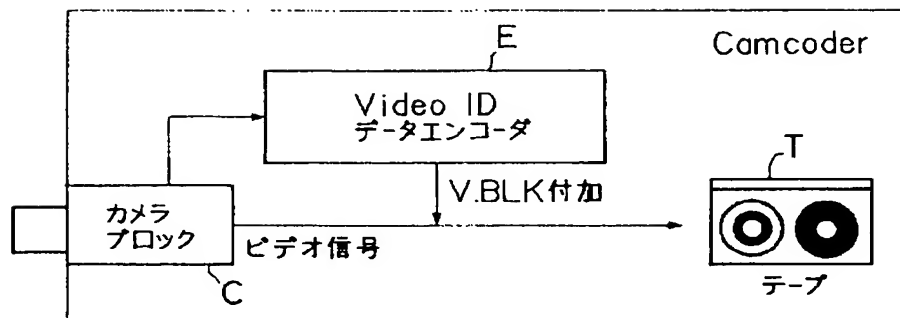 E
Camcoder
Video ID
データエンコーダ
T
V.BLK付加
カメラ
ブロック
ビデオ信号
C
テープ